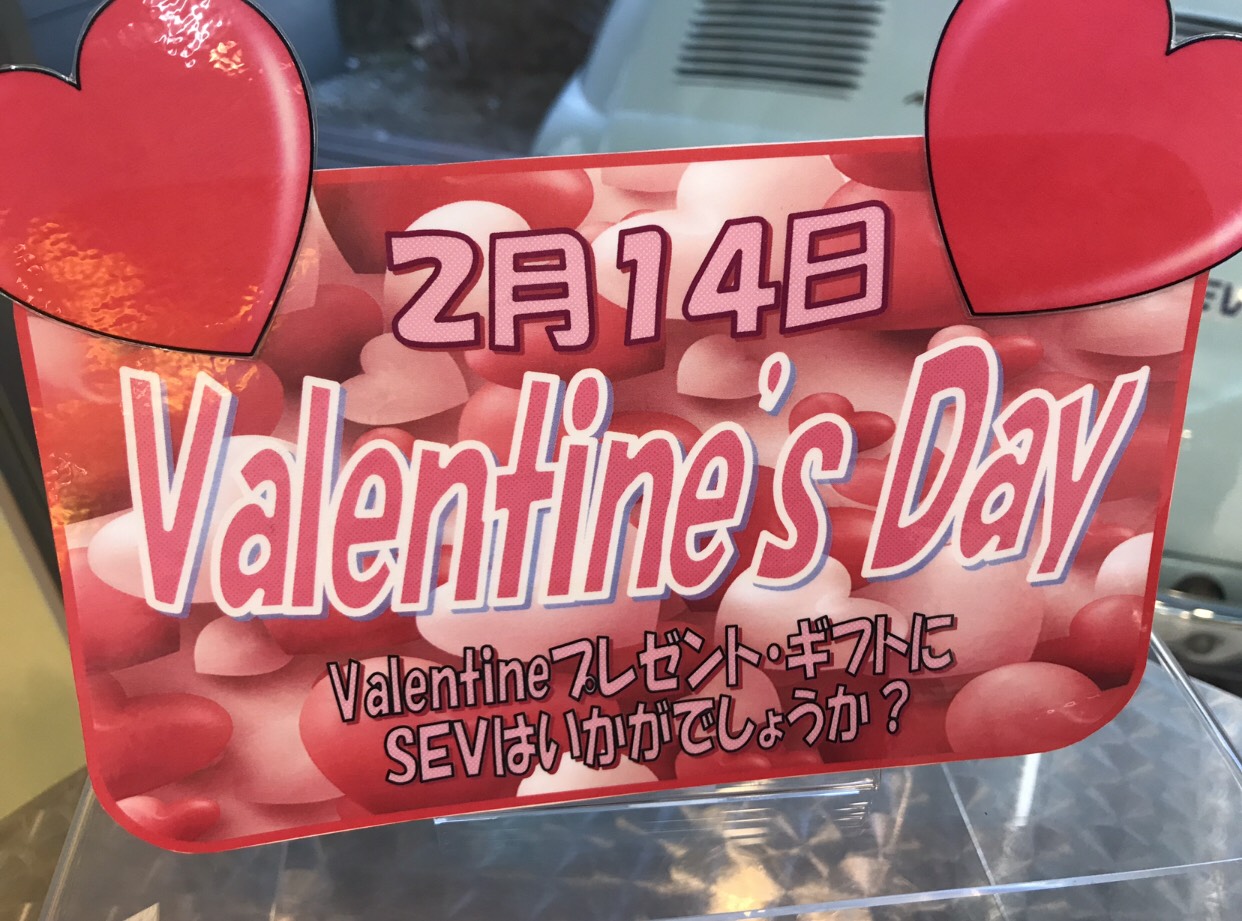 2月14日
Valentine's Day
Valentineプレゼント・ギフトに
SEVはいかがでしょうか？